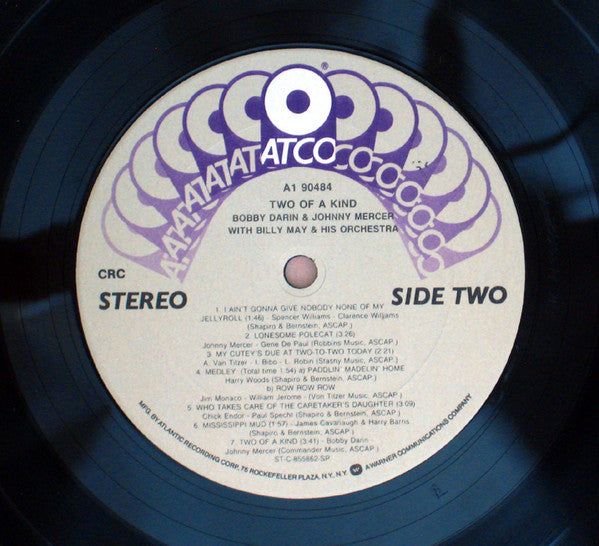 ®
ATATATATATATCOCOCOCOCOCO
A1 90484
TWO OF A KIND
BOBBY DARIN & JOHNNY MERCER
WITH BILLY MAY & HIS ORCHESTRA
CRC
STEREO
SIDE TWO
1. I AIN'T GONNA GIVE NOBODY NONE OF MY
JELLYROLL (1:46) - Spencer Williams - Clarence Williams
(Shapiro & Bernstein, ASCAP.)
2. LONESOME POLECAT (3:26)
Johnny Mercer - Gene De Paul (Robbins Music, ASCAP.)
3. MY CUTEY'S DUE AT TWO-TO-TWO TODAY (2:21)
A. Van Tilzer - I. Bibo - L. Robin (Stasny Music, ASCAP.)
4. MEDLEY: (Total time 1:54) a) PADDLIN' MADELIN' HOME
Harry Woods (Shapiro & Bernstein, ASCAP.)
b) ROW ROW ROW
Jim Monaco - William Jerome - (Von Tilzer Music, ASCAP.)
5. WHO TAKES CARE OF THE CARETAKER'S DAUGHTER (3:09)
Chick Endor - Paul Specht (Shapiro & Bernstein, ASCAP.)
6. MISSISSIPPI MUD (1:57) - James Cavanaugh & Harry Barris
(Shapiro & Bernstein, ASCAP.)
7. TWO OF A KIND (3:41) - Bobby Darin-
Johnny Mercer (Commander Music, ASCAP.)
ST-C-855862-SP
MFG. BY ATLANTIC RECORDING CORP., 75 ROCKEFELLER PLAZA, N.Y., N.Y. A WARNER COMMUNICATIONS COMPANY